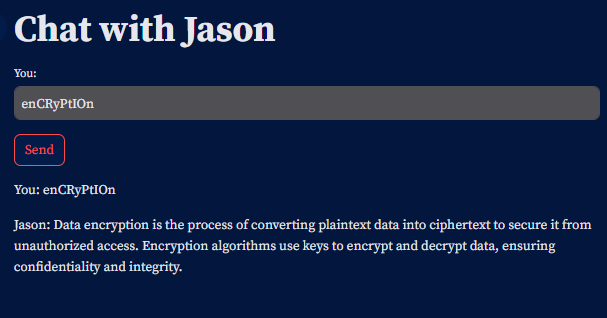 Chat with Jason
You:
enCRyPtIOn
Send
You: enCRyPtIOn
Jason: Data encryption is the process of converting plaintext data into ciphertext to secure it from
unauthorized access. Encryption algorithms use keys to encrypt and decrypt data, ensuring
confidentiality and integrity.